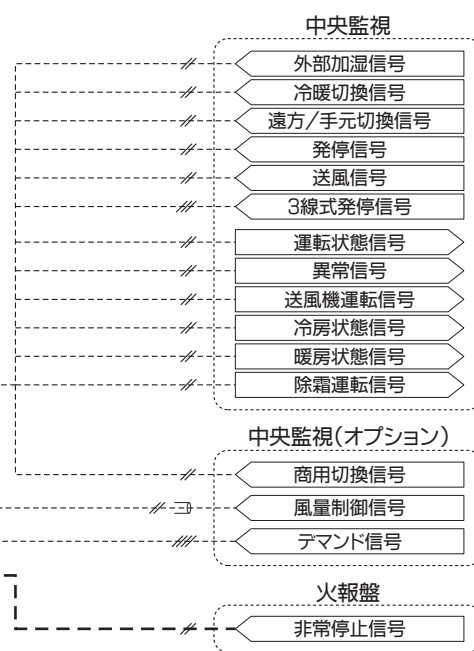 中央監視
外部加湿信号
冷暖切換信号
遠方/手元切換信号
発停信号
送風信号
3線式発停信号
運転状態信号
異常信号
送風機運転信号
冷房状態信号
暖房状態信号
除霜運転信号
中央監視(オプション)
商用切換信号
風量制御信号
デマンド信号
火報盤
非常停止信号